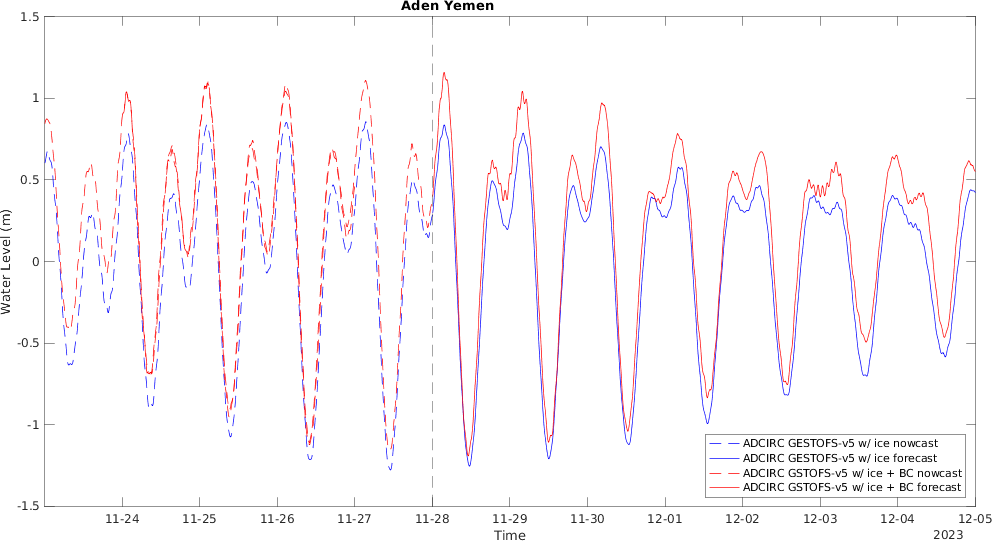 Aden Yemen
1.5
1
0.5
0
-0.5
-1
-1.5
Water Level (m)
11-24 11-25 11-26 11-27 11-28 11-29 11-30 12-01 12-02 12-03 12-04 12-05
Time
2023
ADCIRC GESTOFS-v5 w/ ice nowcast
ADCIRC GESTOFS-v5 w/ ice forecast
ADCIRC GSTOFS-v5 w/ ice + BC nowcast
ADCIRC GSTOFS-v5 w/ ice + BC forecast